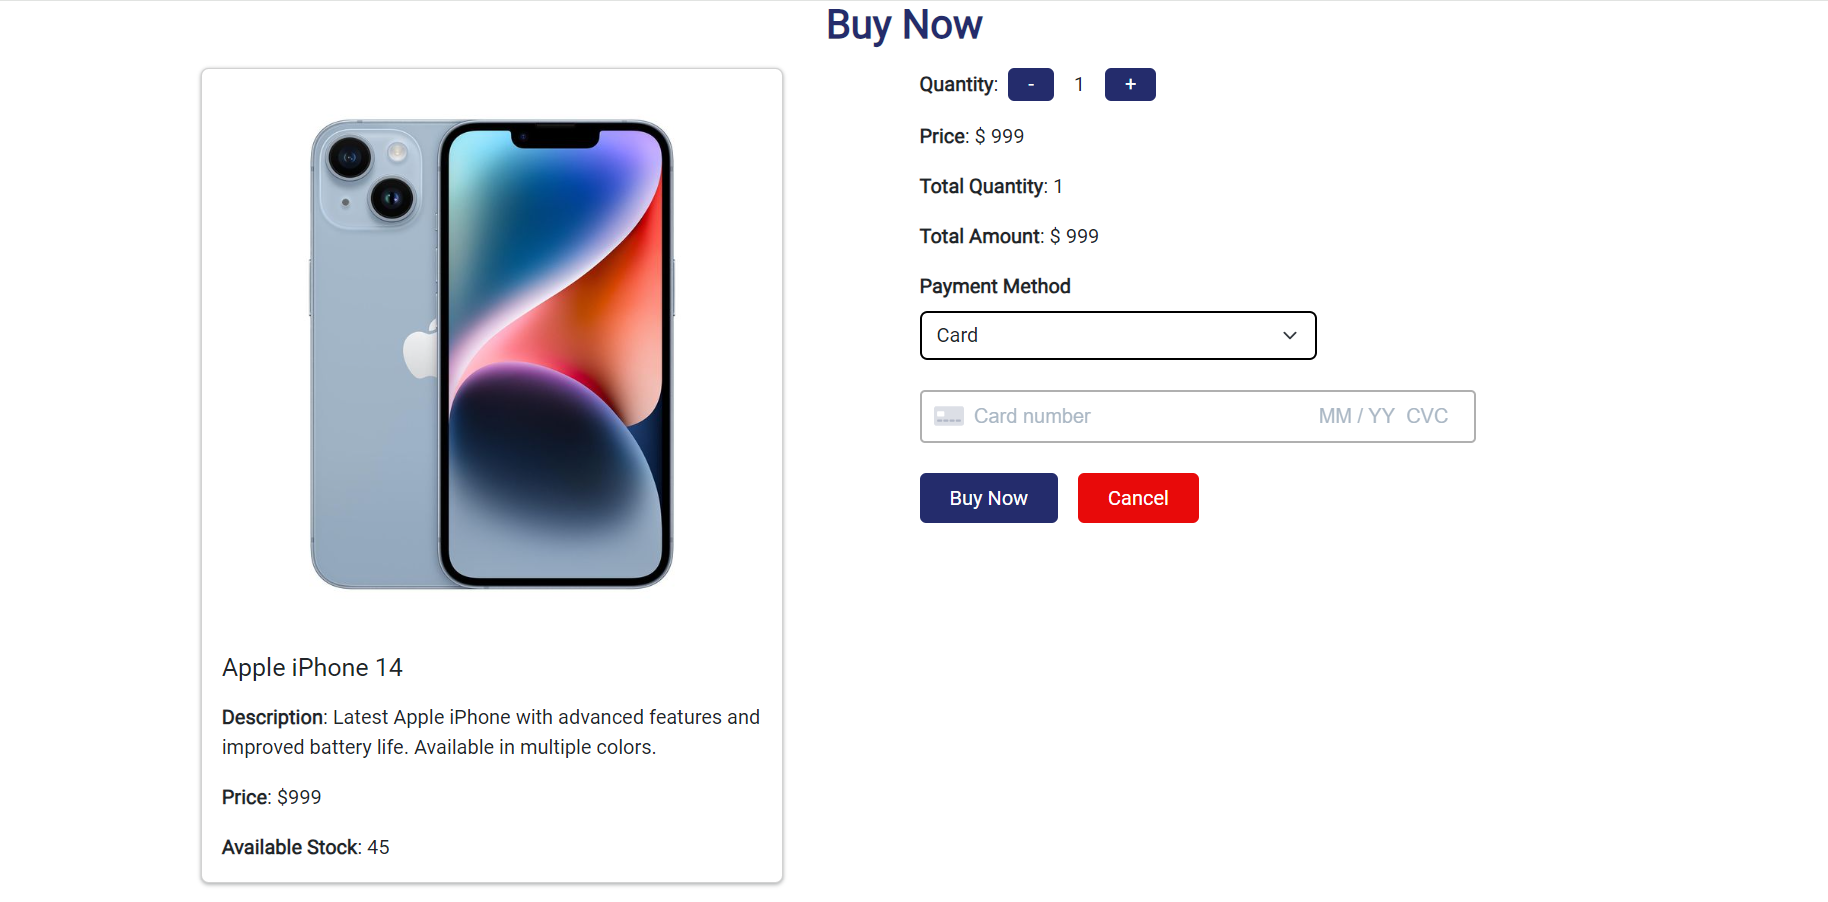 Buy Now
Apple iPhone 14
Description: Latest Apple iPhone with advanced features and
improved battery life. Available in multiple colors.
Price: $999
Available Stock: 45
Quantity: - 1 +
Price: $ 999
Total Quantity: 1
Total Amount: $ 999
Payment Method
Card
Card number MM / YY CVC
Buy Now Cancel